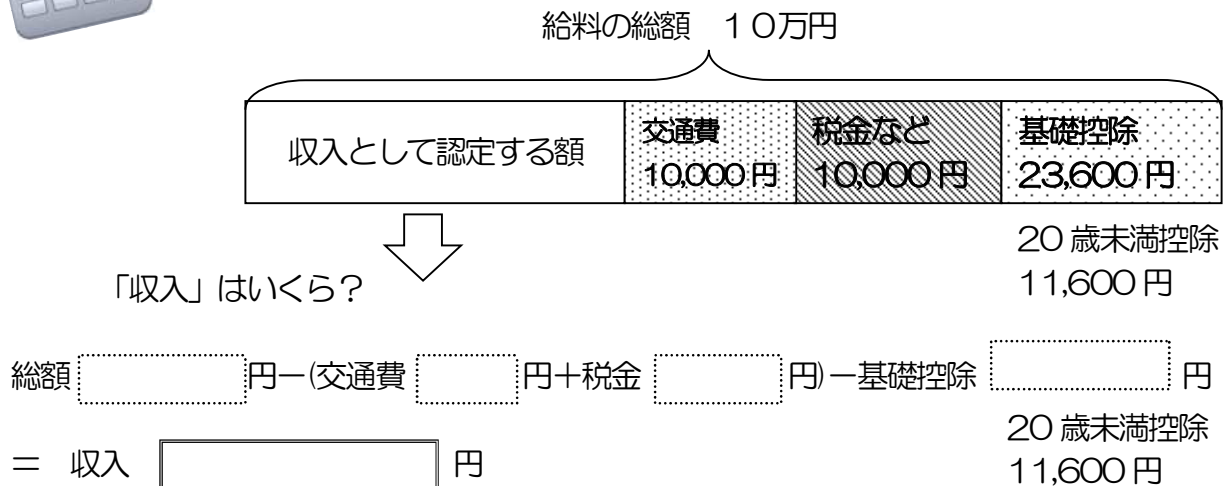 給料の総額 １０万円
収入として認定する額
交通費
10,000円
税金など
10,000円
基礎控除
23,600円
20歳未満控除
11,600円
「収入」はいくら？
総額 円－(交通費 円＋税金 円)－基礎控除 円
20歳未満控除
11,600円
＝ 収入 円